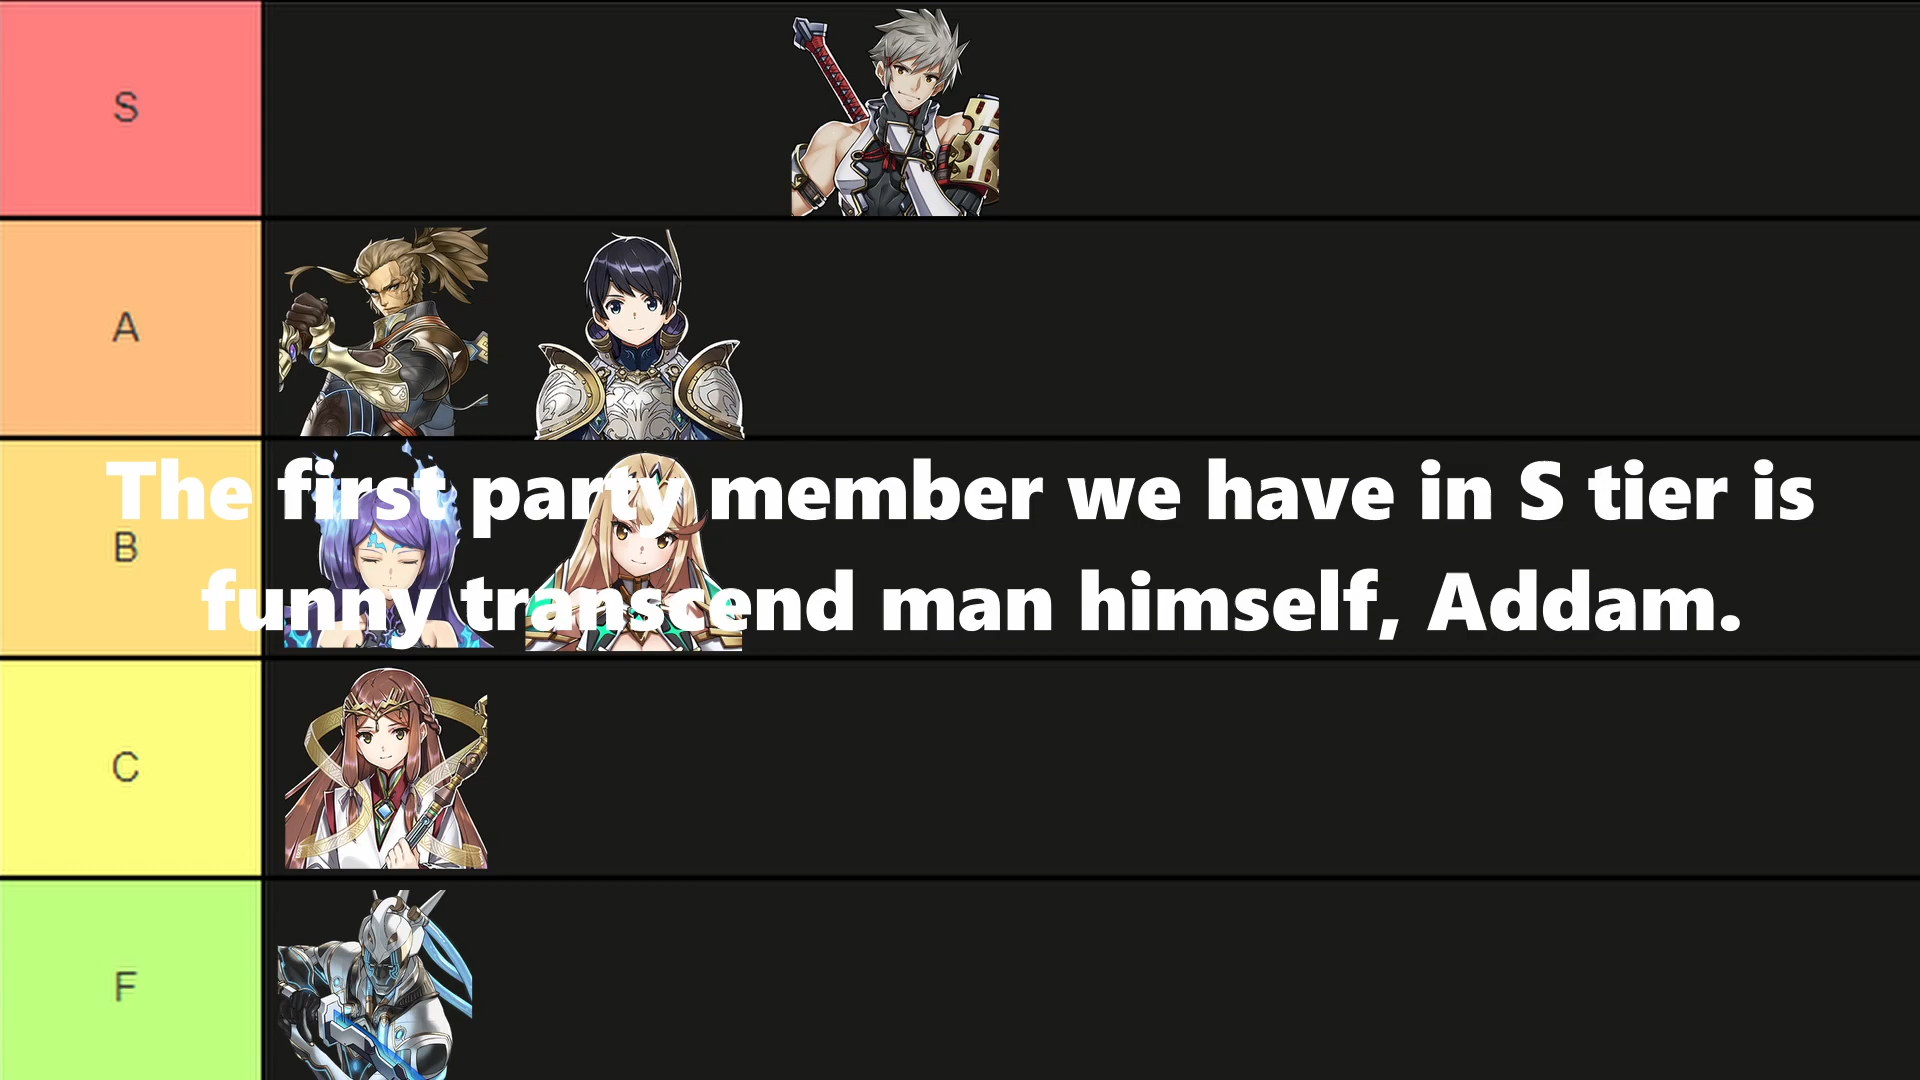 S
A
The first party member we have in S tier is
B
funny transcend man himself, Addam.
C
F